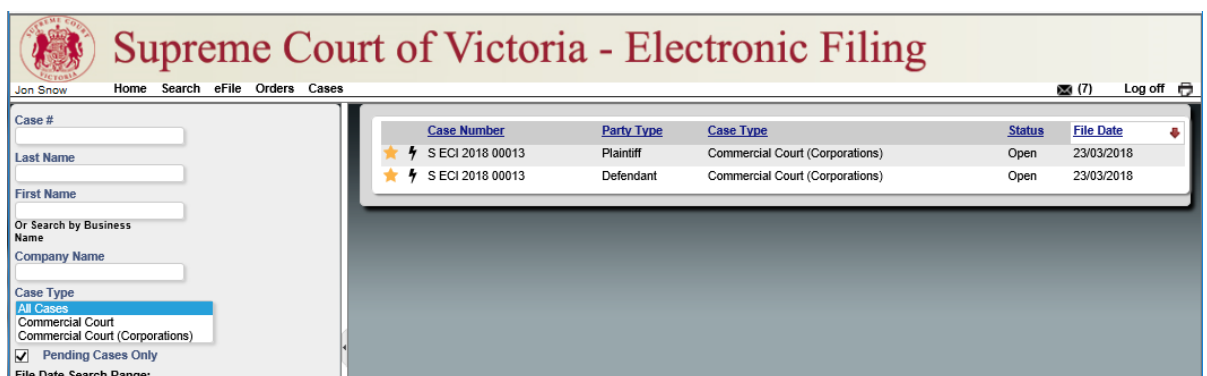 SUPREME COURT
VICTORIA
Supreme Court of Victoria - Electronic Filing
Jon Snow Home Search eFile Orders Cases (7) Log off
Case #
Last Name
First Name
Or Search by Business
Name
Company Name
Case Type
All Cases
Commercial Court
Commercial Court (Corporations)
Pending Cases Only
File Date Search Range:
Case Number Party Type Case Type Status File Date
S ECI 2018 00013 Plaintiff Commercial Court (Corporations) Open 23/03/2018
S ECI 2018 00013 Defendant Commercial Court (Corporations) Open 23/03/2018